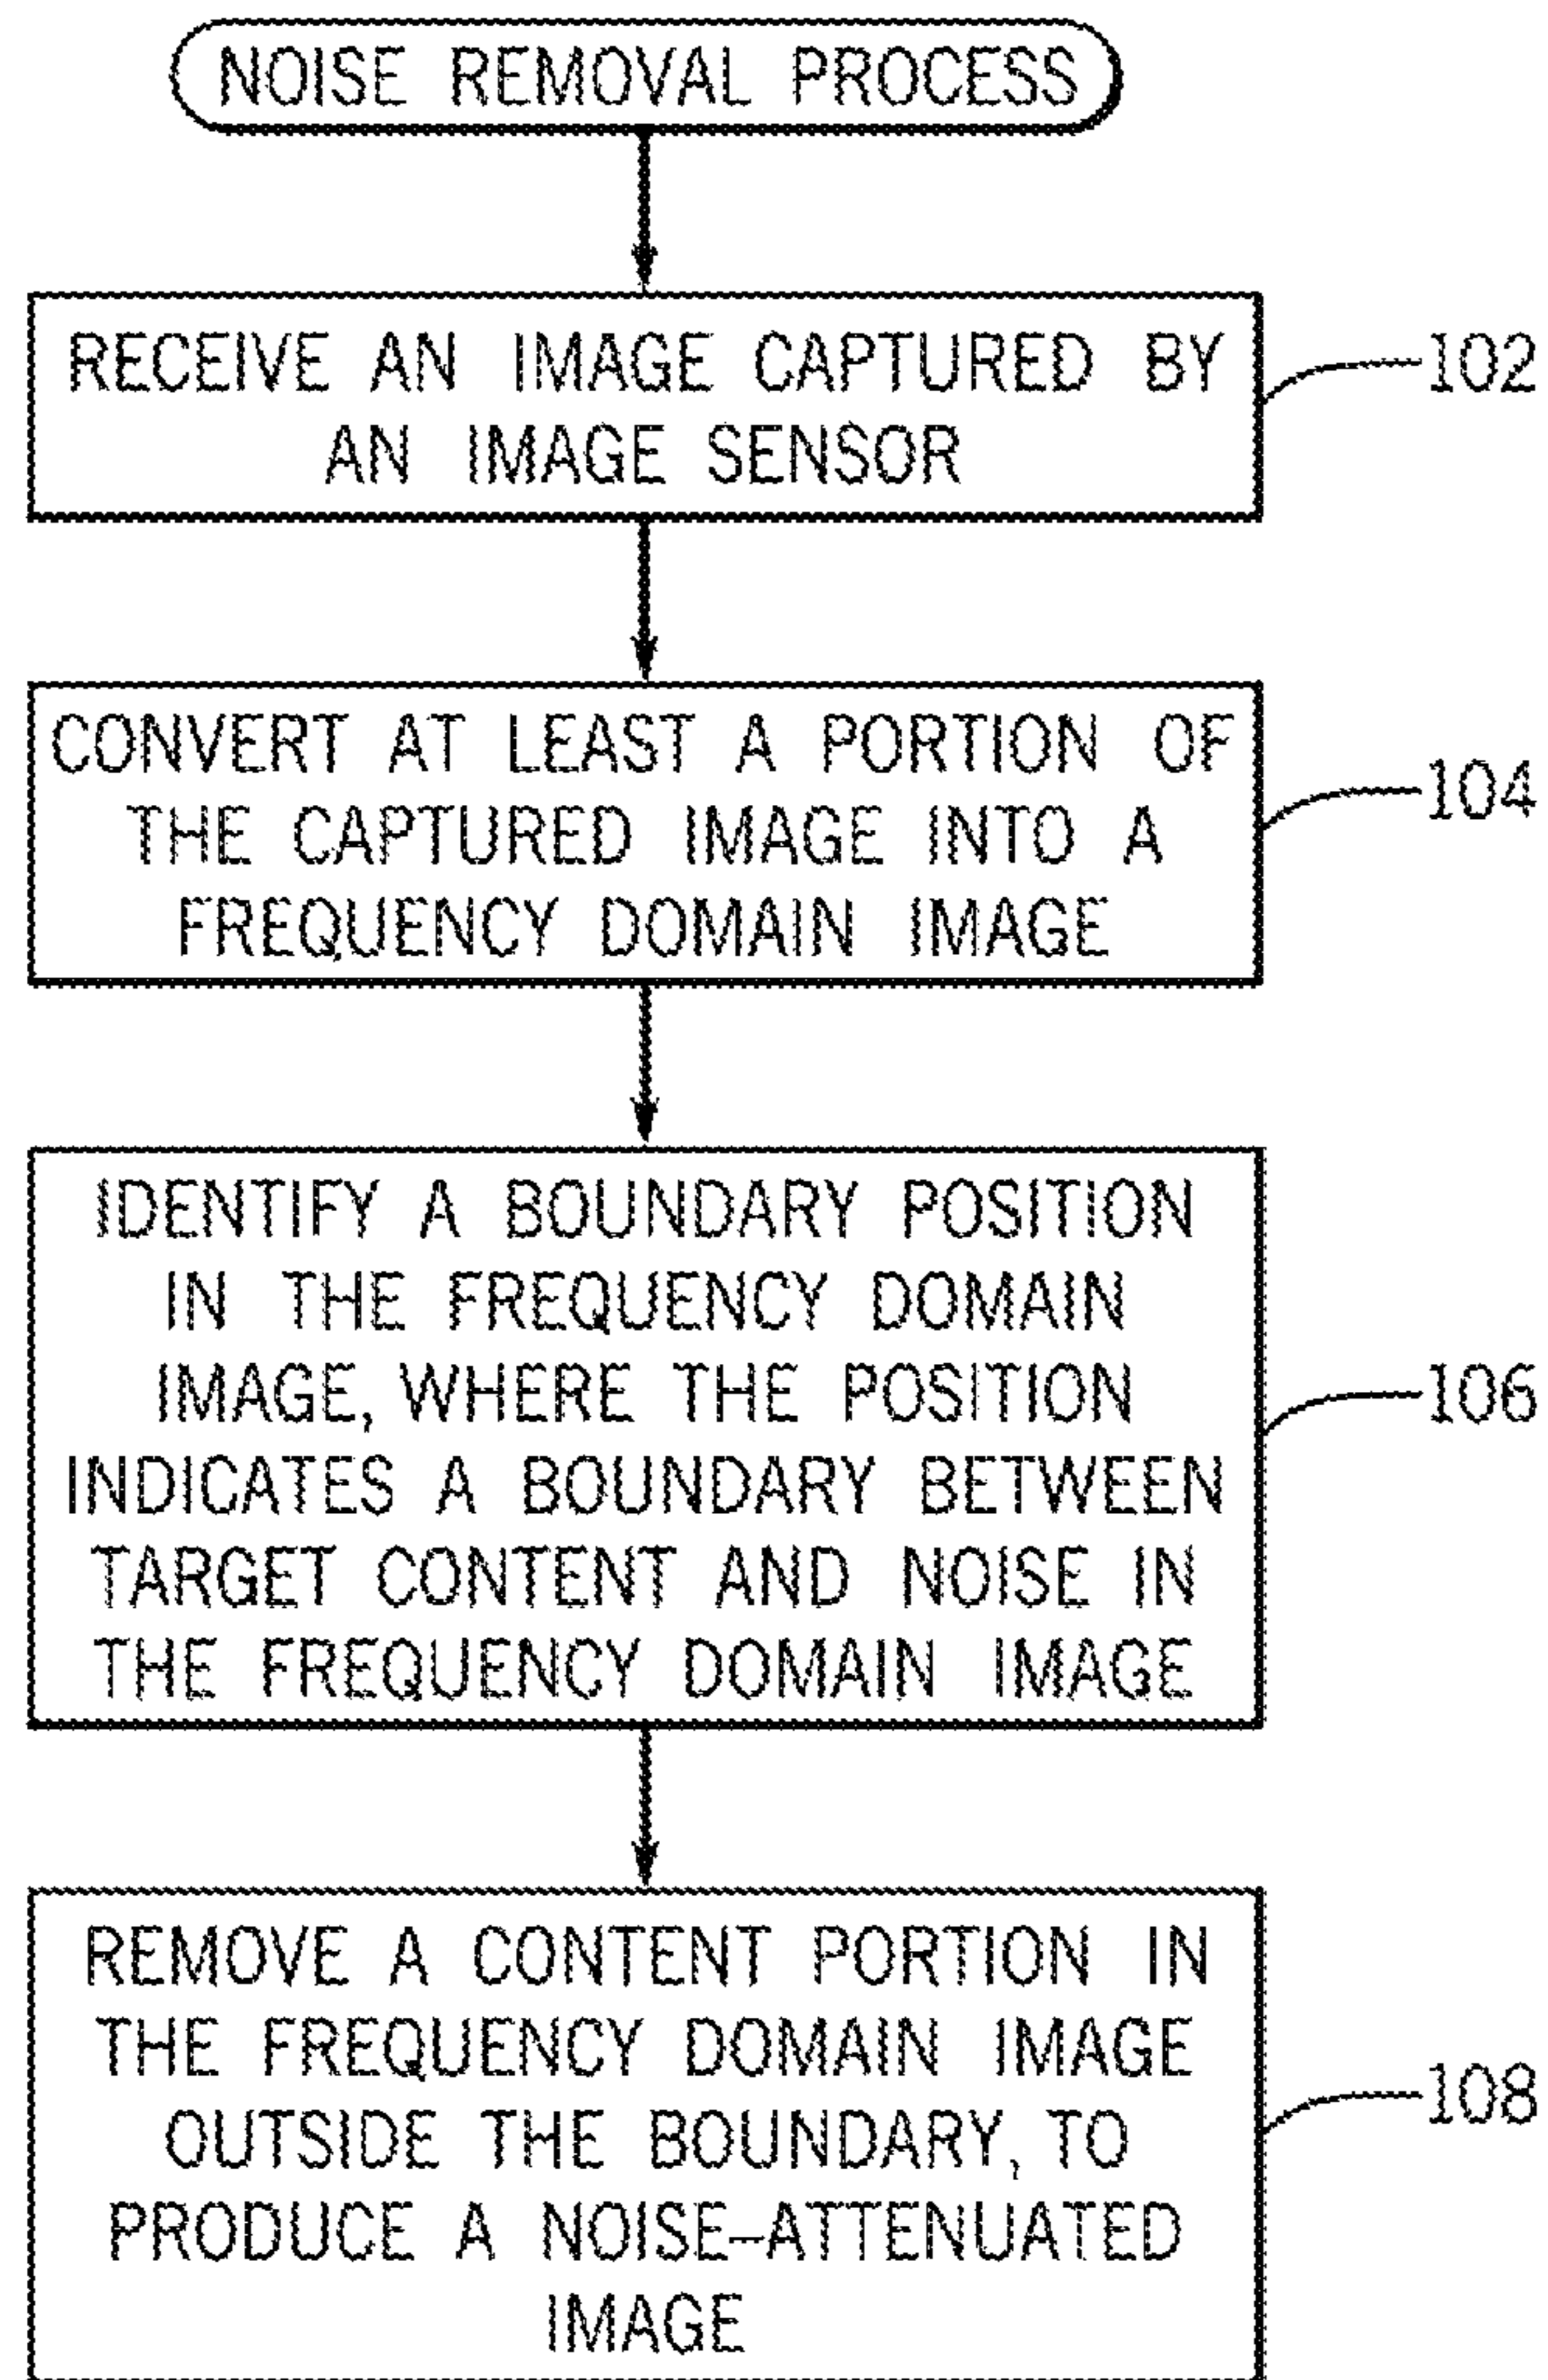 NOISE REMOVAL PROCESS
RECEIVE AN IMAGE CAPTURED BY
AN IMAGE SENSOR
102
CONVERT AT LEAST A PORTION OF
THE CAPTURED IMAGE INTO A
FREQUENCY DOMAIN IMAGE
104
IDENTIFY A BOUNDARY POSITION
IN THE FREQUENCY DOMAIN
IMAGE, WHERE THE POSITION
INDICATES A BOUNDARY BETWEEN
TARGET CONTENT AND NOISE IN
THE FREQUENCY DOMAIN IMAGE
106
REMOVE A CONTENT PORTION IN
THE FREQUENCY DOMAIN IMAGE
OUTSIDE THE BOUNDARY, TO
PRODUCE A NOISE–ATTENUATED
IMAGE
108